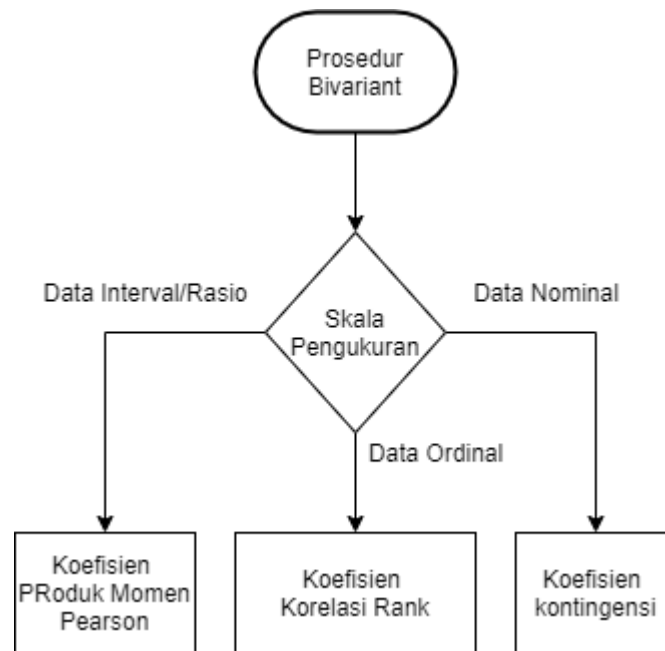 Prosedur
Bivariant
Data Interval/Rasio
Data Nominal
Skala
Pengukuran
Data Ordinal
Koefisien
PRoduk Momen
Pearson
Koefisien
Korelasi Rank
Koefisien
kontingensi